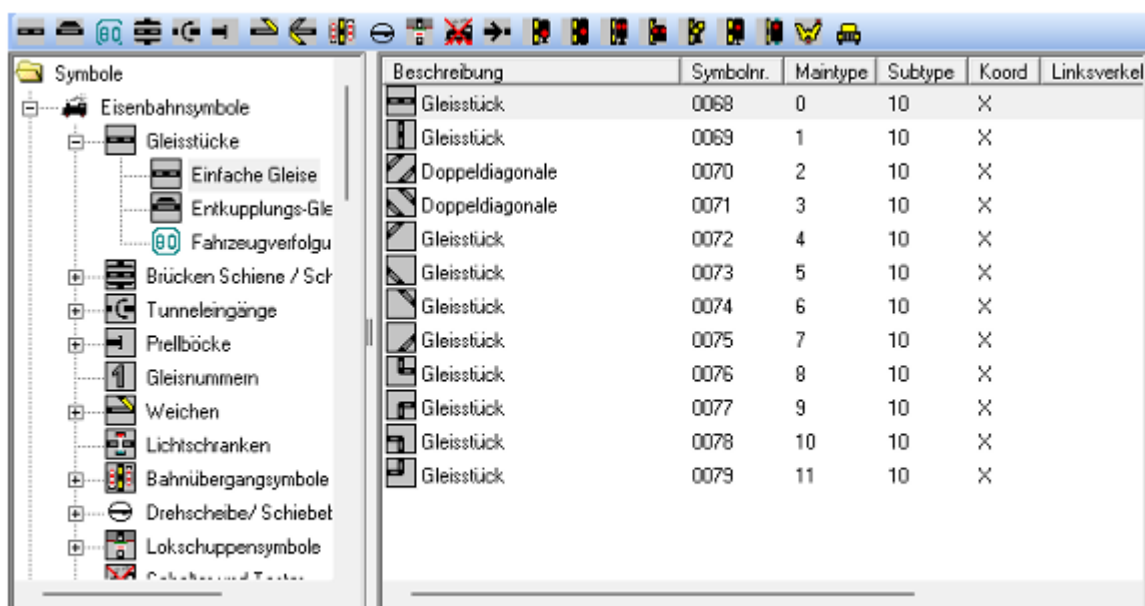 Symbole
Eisenbahnsymbole
Gleisstücke
Einfache Gleise
Entkupplungs-Gle
Fahrzeugverfolgu
Brücken Schiene / Sch
Tunneleingänge
Prellböcke
Gleisnummern
Weichen
Lichtschranken
Bahnübergangsymbole
Drehscheibe/ Schiebet
Lokschuppensymbole
Beschreibung Symbolnr. Maintype Subtype Koord Linksverkel
Gleisstück 0068 0 10 X
Gleisstück 0069 1 10 X
Doppeldiagonale 0070 2 10 X
Doppeldiagonale 0071 3 10 X
Gleisstück 0072 4 10 X
Gleisstück 0073 5 10 X
Gleisstück 0074 6 10 X
Gleisstück 0075 7 10 X
Gleisstück 0076 8 10 X
Gleisstück 0077 9 10 X
Gleisstück 0078 10 10 X
Gleisstück 0079 11 10 X